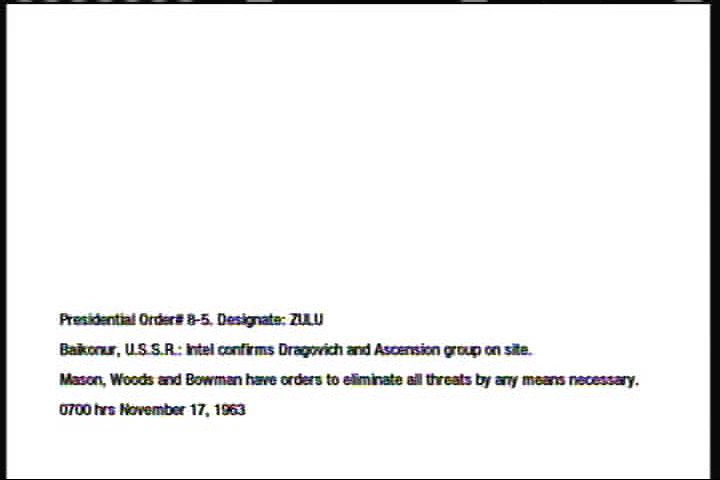 Presidential Order# 8-5. Designate: ZULU
Baikonur, U.S.S.R.: Intel confirms Dragovich and Ascension group on site.
Mason, Woods and Bowman have orders to eliminate all threats by any means necessary.
0700 hrs November 17, 1963